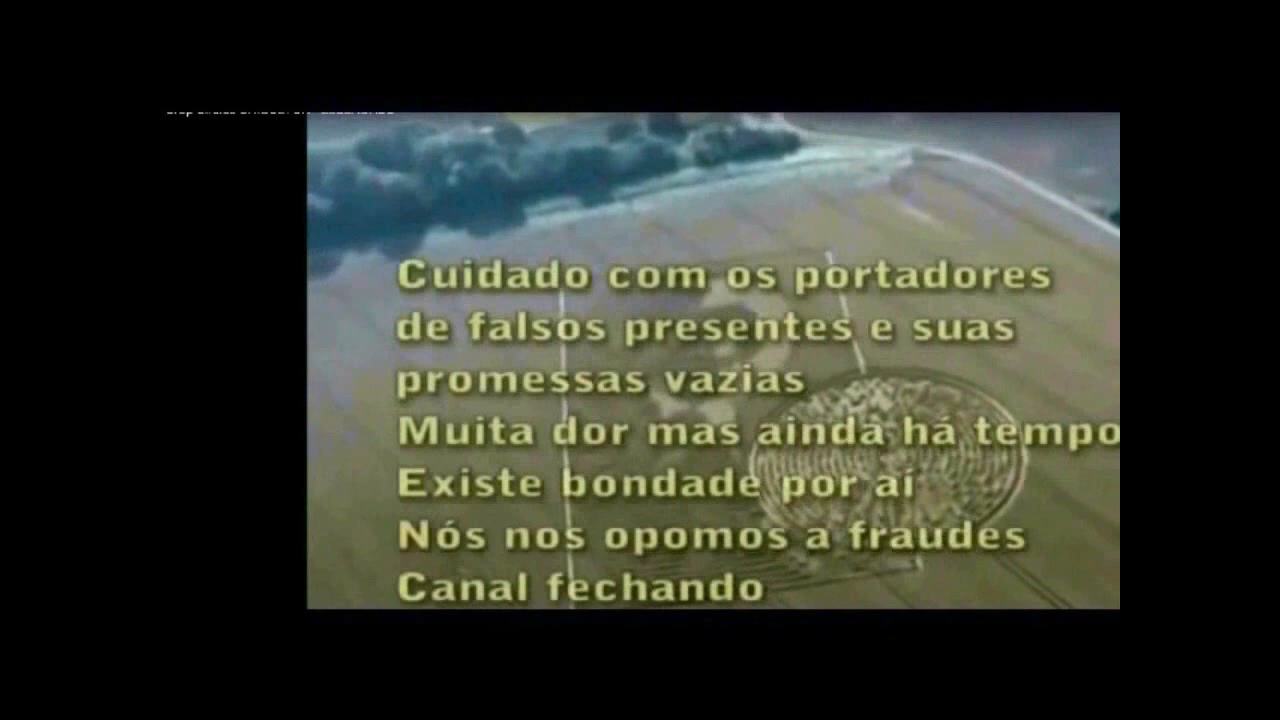 Cuidado com os portadores
de falsos presentes e suas
promessas vazias
Muita dor mas ainda há tempo
Existe bondade por aí
Nós nos opomos a fraudes
Canal fechando